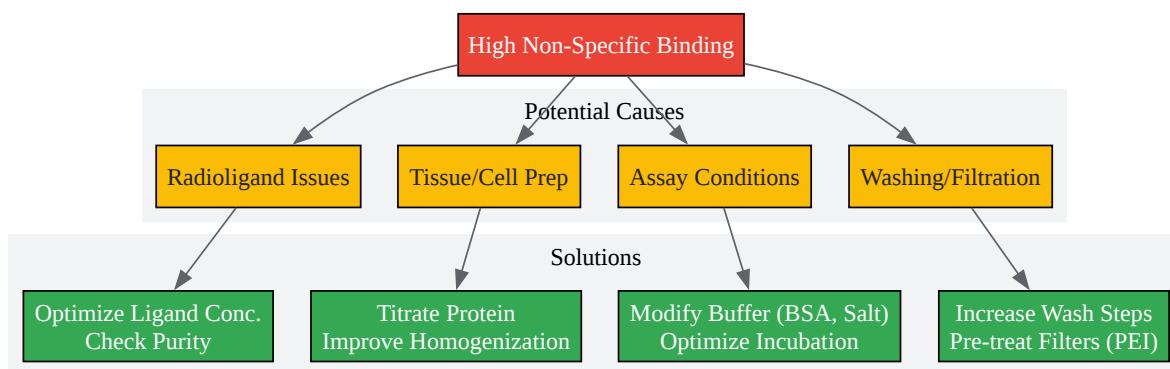 High Non-Specific Binding
Potential Causes
Radioligand Issues
Tissue/Cell Prep
Assay Conditions
Washing/Filtration
Solutions
Optimize Ligand Conc.
Check Purity
Titrate Protein
Improve Homogenization
Modify Buffer (BSA, Salt)
Optimize Incubation
Increase Wash Steps
Pre-treat Filters (PEI)